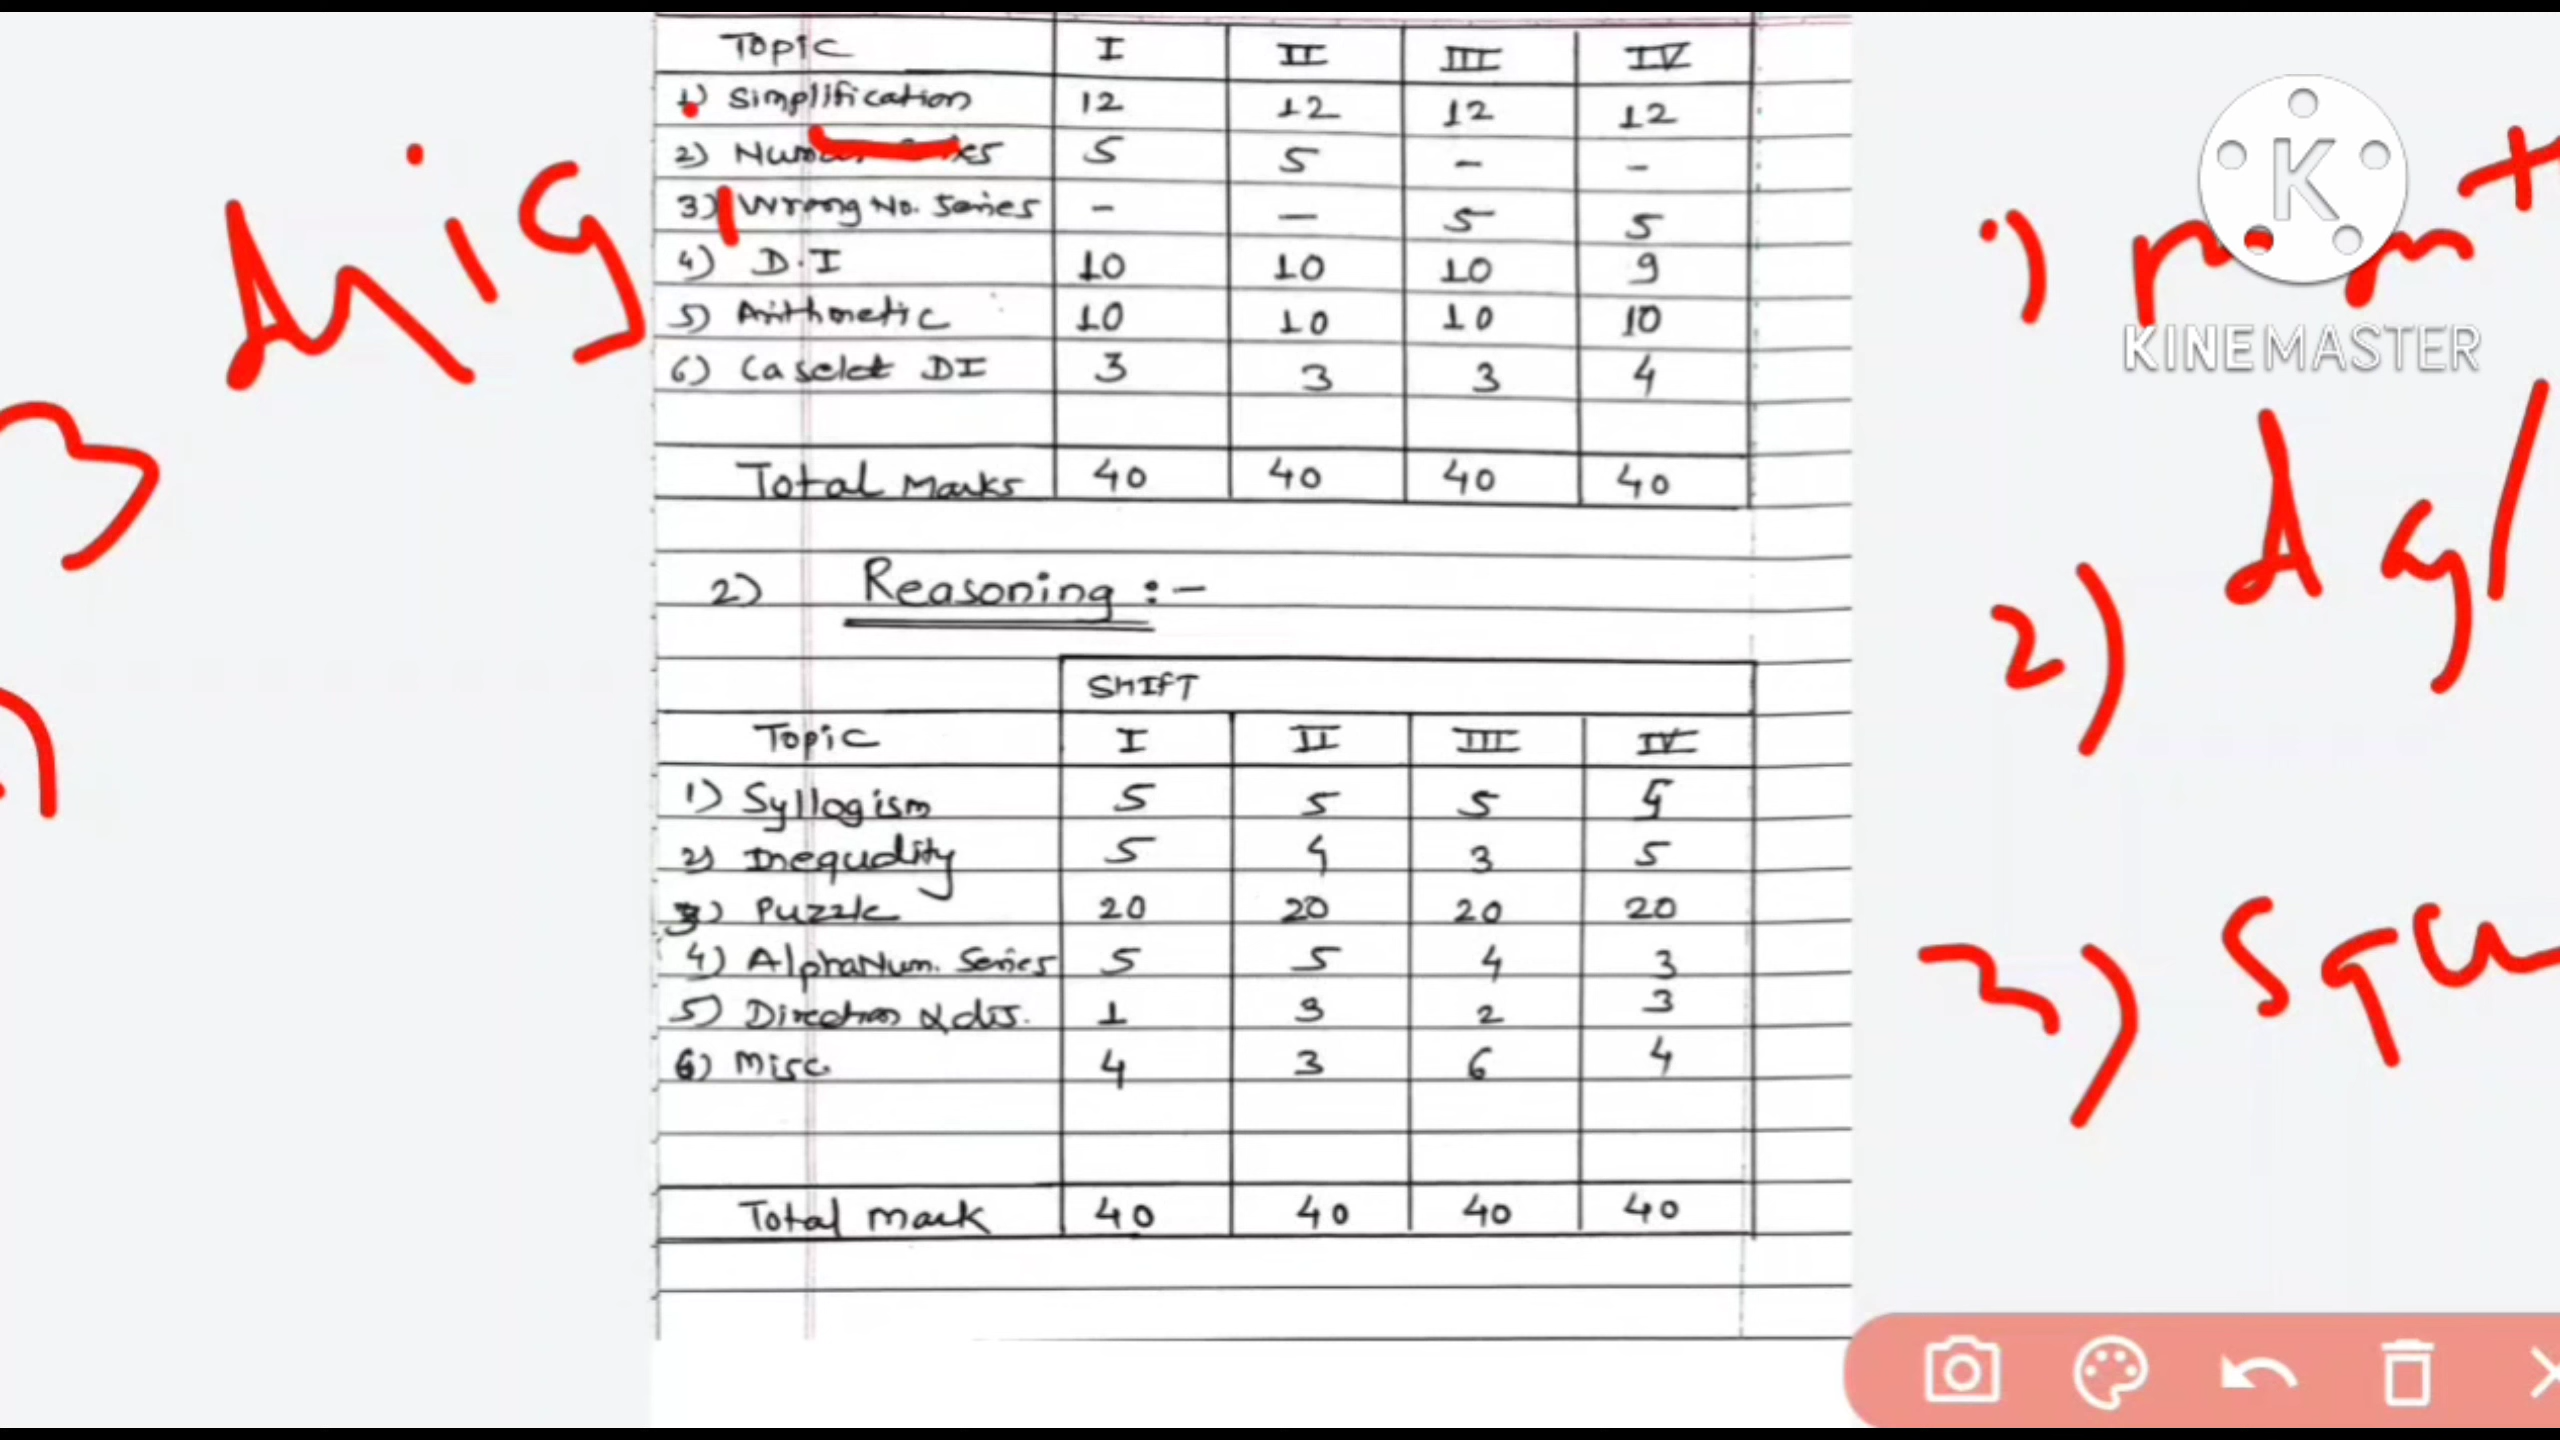 Topic I II III IV
1) Simplification 12 12 12 12
2) Number Series 5 5 - -
3) Wrong No. Series - - 5 5
4) D.I 10 10 10 9
5) Arithmetic 10 10 10 10
6) Caselet DI 3 3 3 4
Total Marks 40 40 40 40
2) Reasoning :-
SHIFT
Topic I II III IV
1) Syllogism 5 5 5 5
2) Inequality 5 4 3 5
3) Puzzle 20 20 20 20
4) AlphaNum. Series 5 5 4 3
5) Direction & dis. 1 3 2 3
6) Misc 4 3 6 4
Total mark 40 40 40 40
KINEMASTER
1)
2)
3) Squ